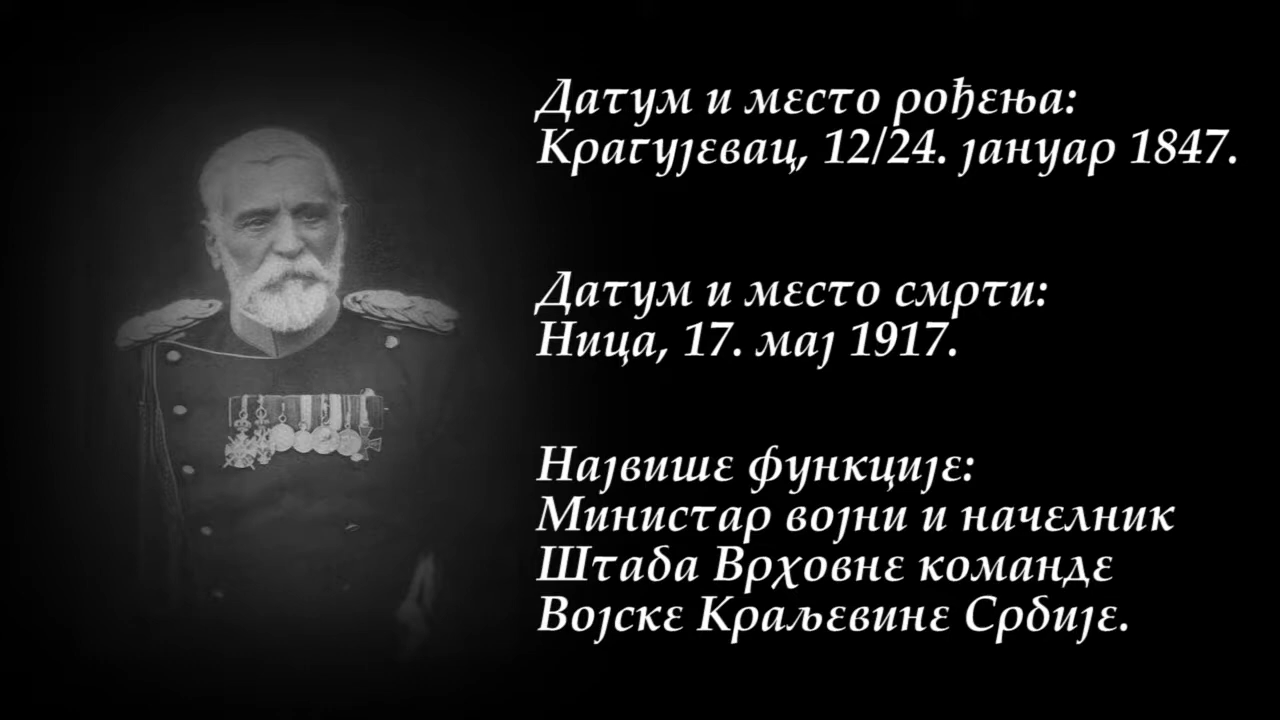 Датум и место рођења:
Крагујевац, 12/24. јануар 1847.
Датум и место смрти:
Ница, 17. мај 1917.
Највише функције:
Министар војни и начелник
Штаба Врховне команде
Војске Краљевине Србије.